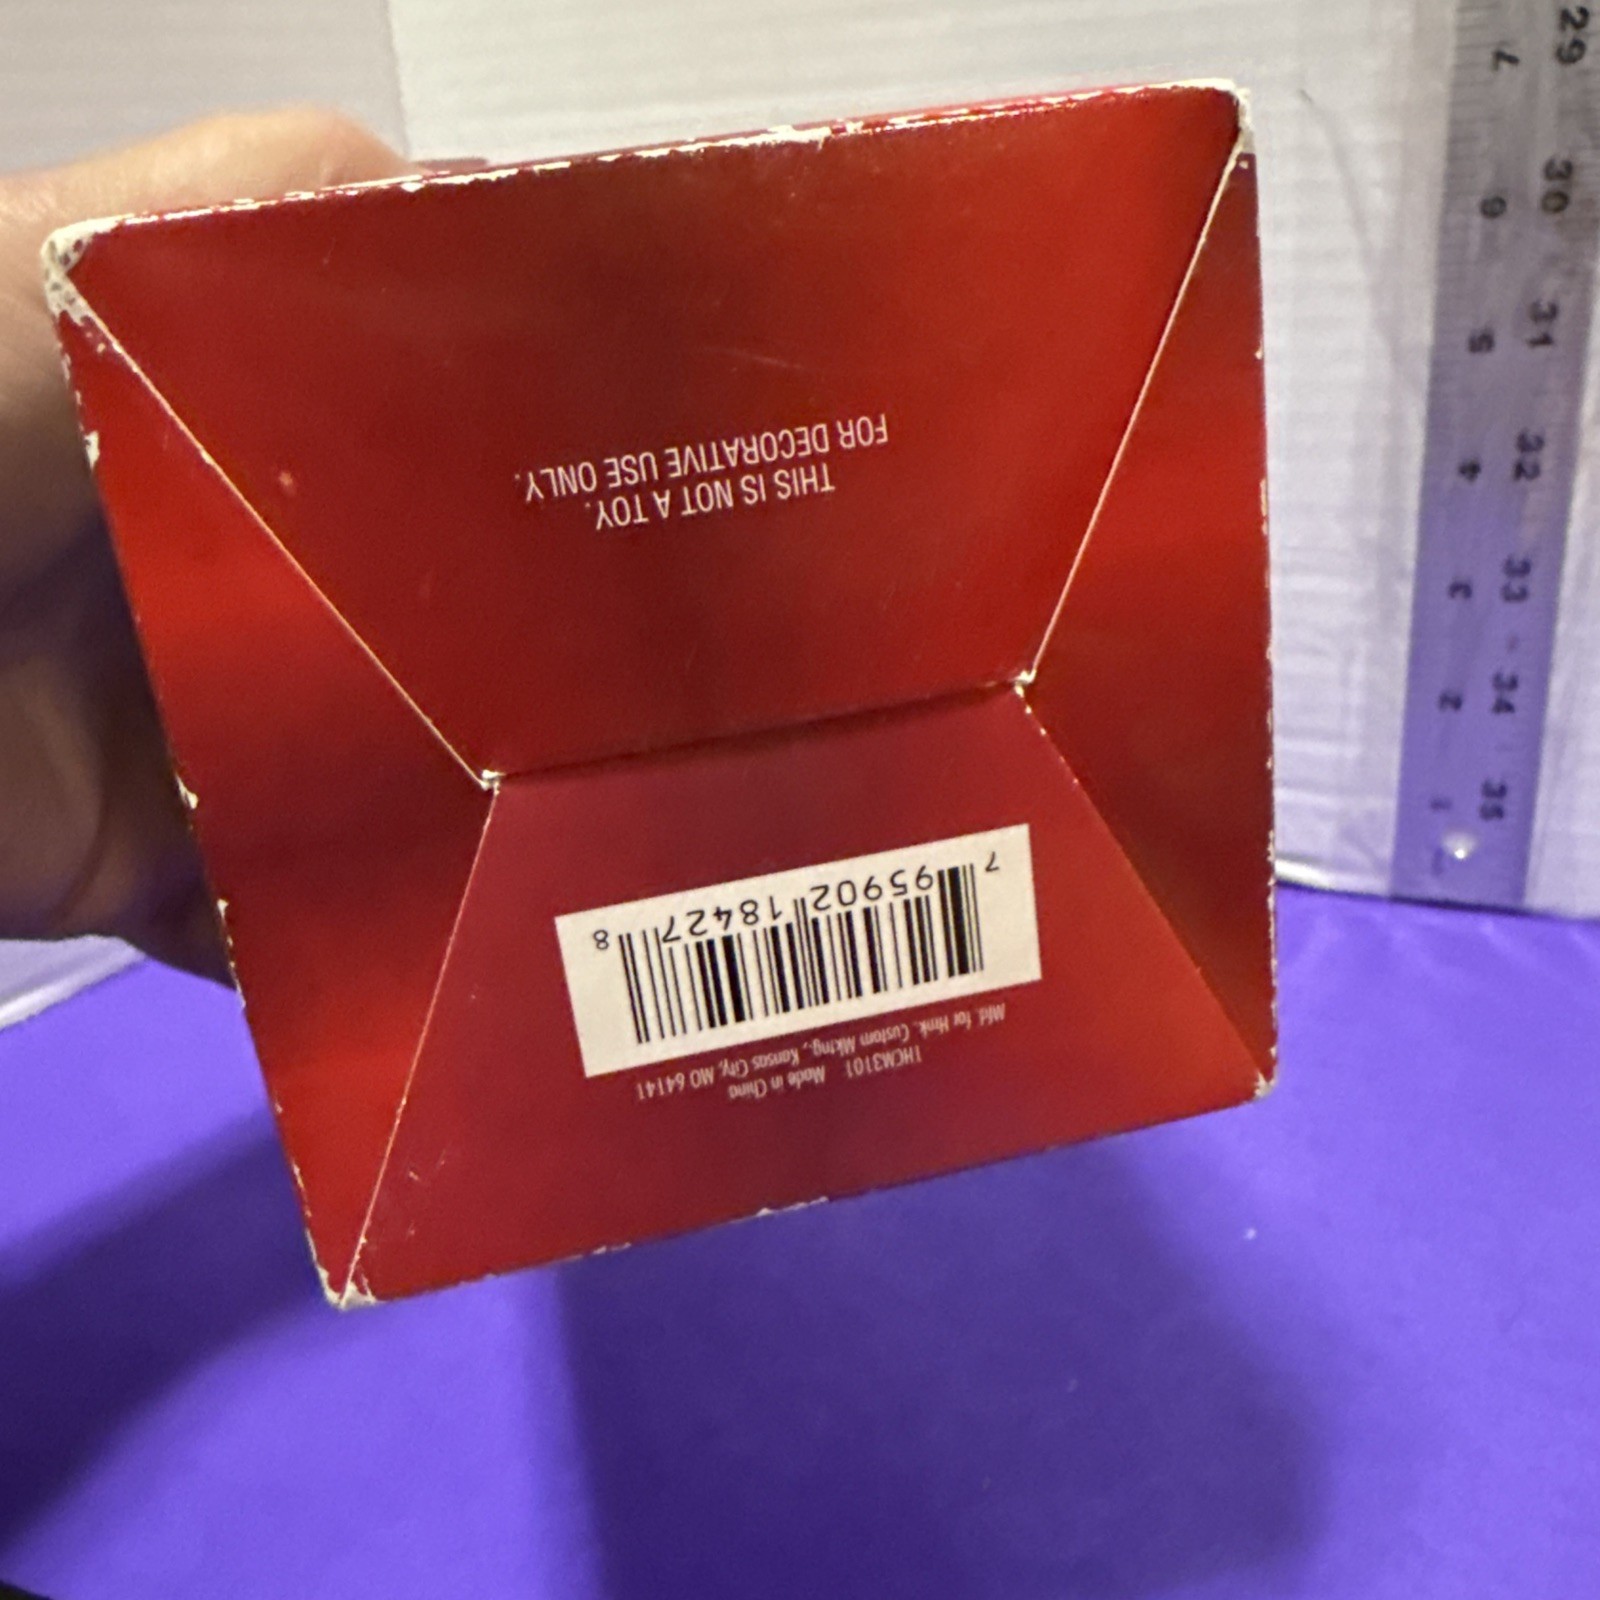 THIS IS NOT A TOY.
FOR DECORATIVE USE ONLY.
1HCM3101 Made in China
Mfd. for Hmk. Custom Mktng., Kansas City, MO 64141
7 95902 18427 8
29
30
31
32
33
34
35
7
6
5
4
3
2
1